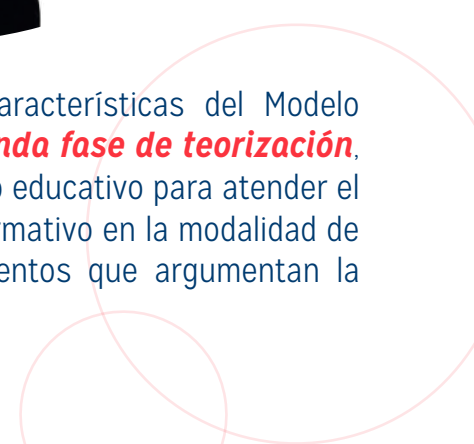 aracterísticas del Modelo
nda fase de teorización,
educativo para atender el
rmativo en la modalidad de
entos que argumentan la